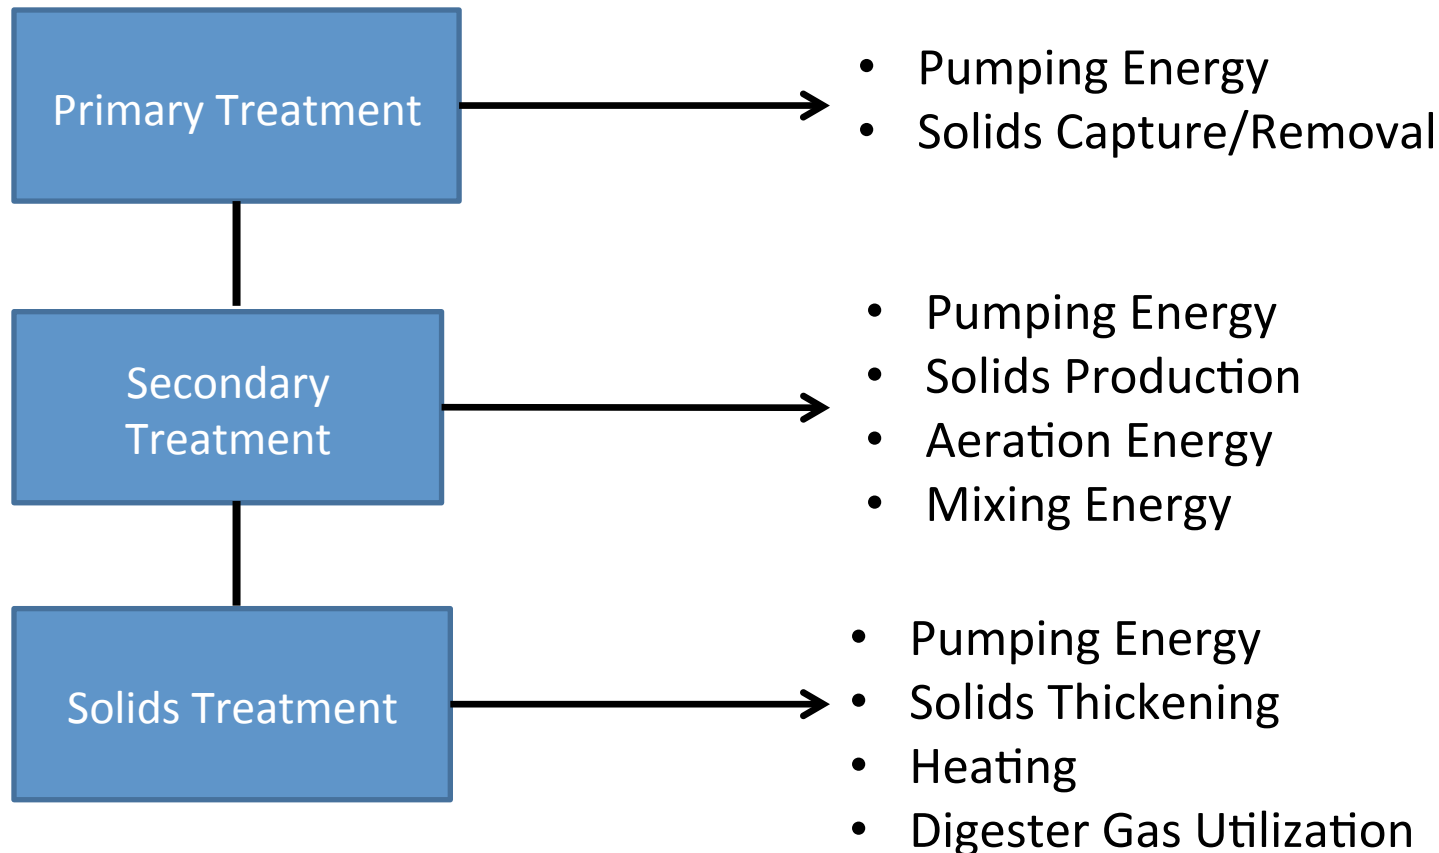 Primary Treatment
• Pumping Energy
• Solids Capture/Removal
Secondary
Treatment
• Pumping Energy
• Solids Production
• Aeration Energy
• Mixing Energy
Solids Treatment
• Pumping Energy
• Solids Thickening
• Heating
• Digester Gas Utilization